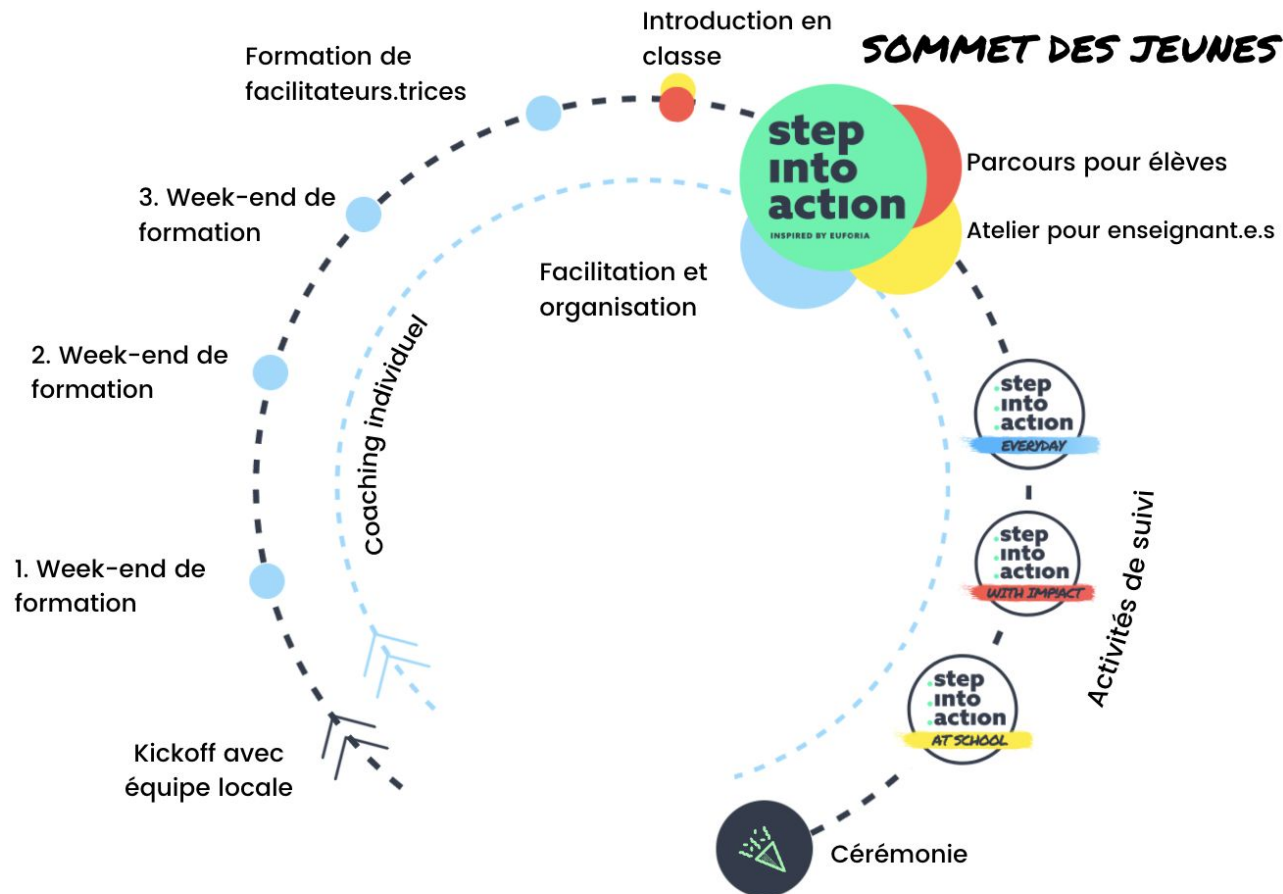 Introduction en
classe
SOMMET DES JEUNES
Formation de
facilitateurs.trices
step
into
action
INSPIRED BY EUFORIA
Parcours pour élèves
3. Week-end de
formation
Atelier pour enseignant.e.s
Facilitation et
organisation
2. Week-end de
formation
Coaching individuel
.step
.into
.action
EVERYDAY
1. Week-end de
formation
.step
.into
.action
WITH IMP!ACT
Activités de suivi
.step
.into
.action
AT SCHOOL
Kickoff avec
équipe locale
Cérémonie